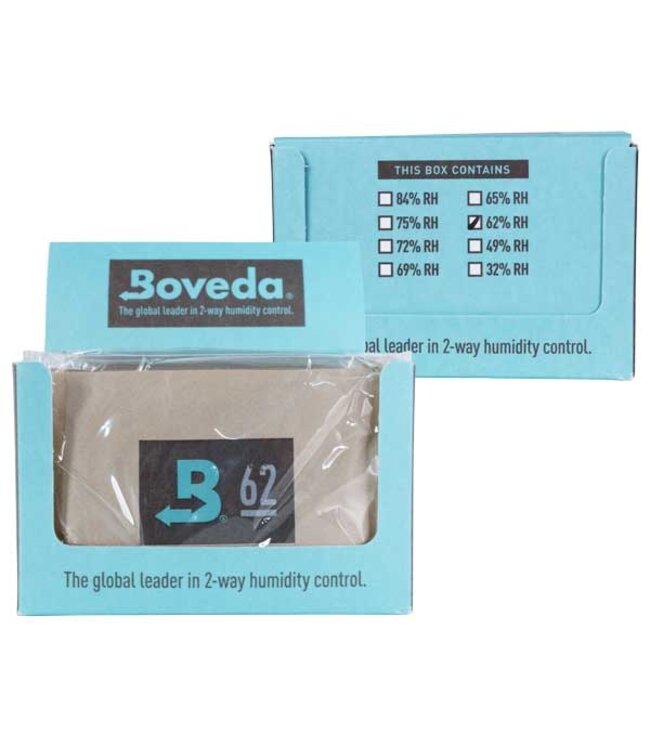 THIS BOX CONTAINS
84% RH
75% RH
72% RH
69% RH
65% RH
62% RH
49% RH
32% RH
leader in 2-way humidity control.
Boveda®
The global leader in 2-way humidity control.
B® 62
The global leader in 2-way humidity control.